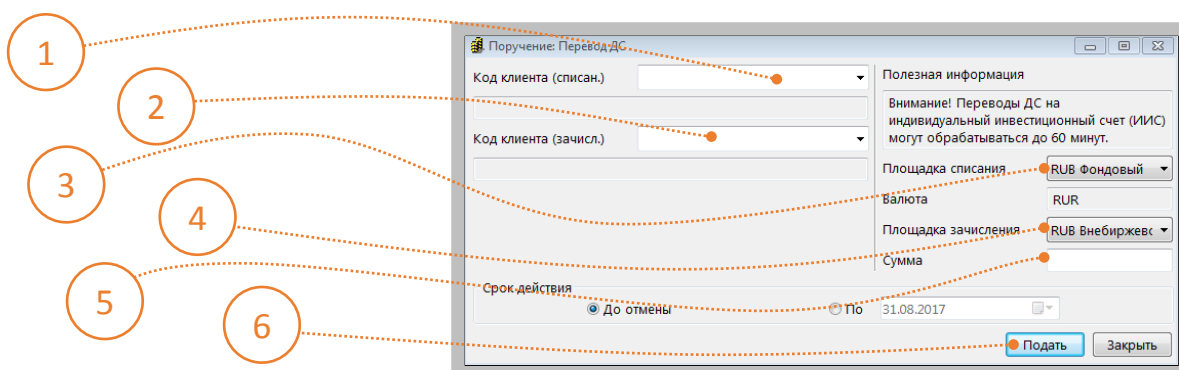 1
2
3
4
5
6
Поручение: Перевод ДС
Код клиента (списан.)
Код клиента (зачисл.)
Полезная информация
Внимание! Переводы ДС на
индивидуальный инвестиционный счет (ИИС)
могут обрабатываться до 60 минут.
Площадка списания RUB Фондовый
Валюта RUR
Площадка зачисления RUB Внебиржевс
Сумма
Срок действия
До отмены По 31.08.2017
Подать Закрыть